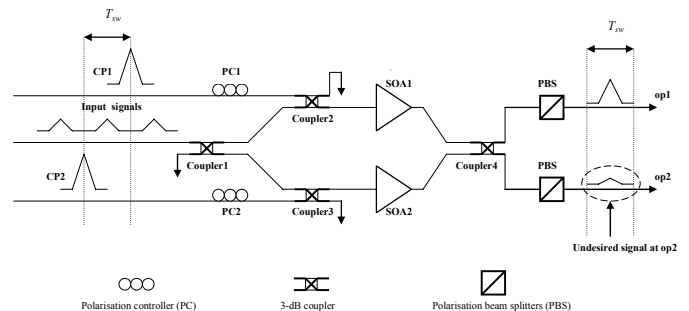 T_sw
T_sw
CP1
PC1
SOA1
PBS
op1
Input signals
Coupler2
Coupler1
Coupler4
PBS
CP2
op2
PC2
Coupler3
SOA2
Undesired signal at op2
Polarisation controller (PC)
3-dB coupler
Polarisation beam splitters (PBS)